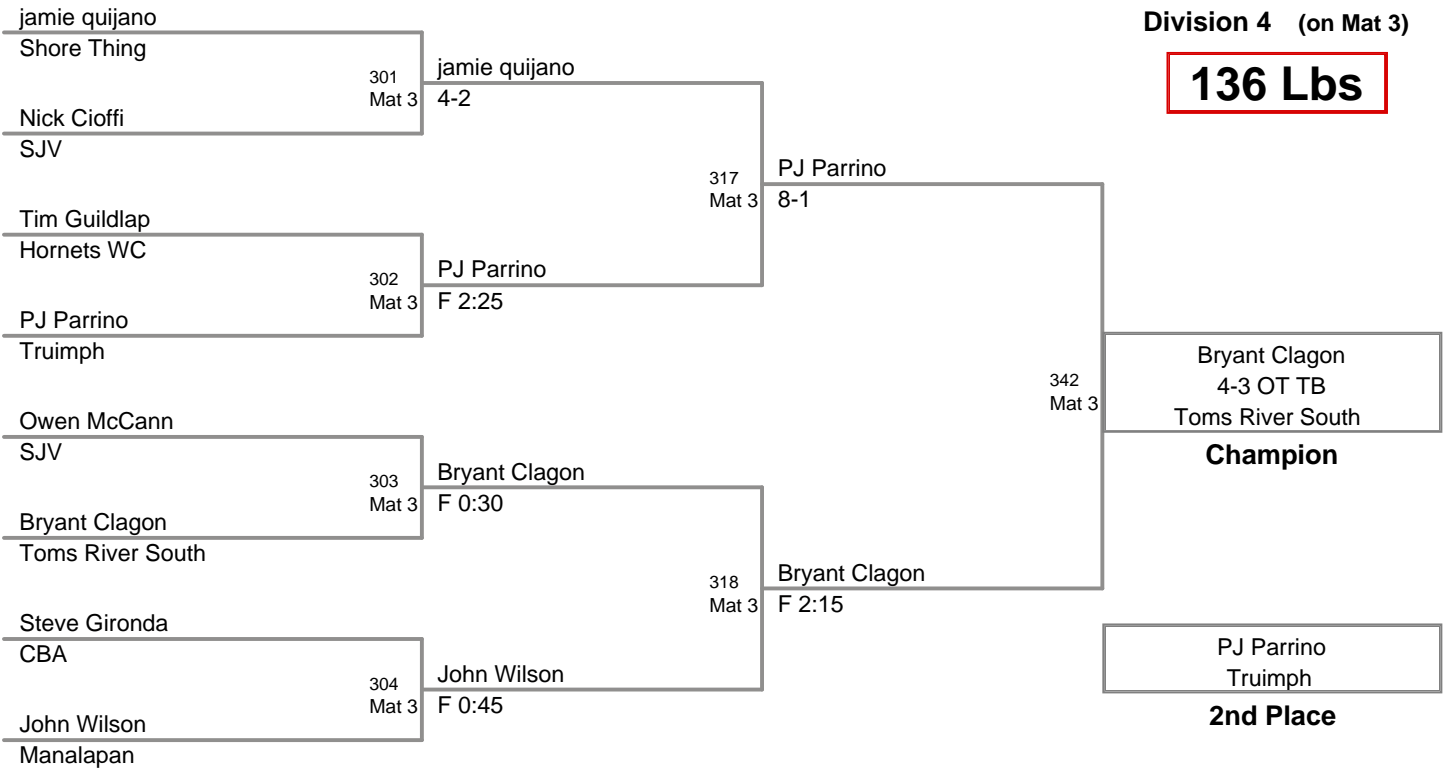 Division 4 (on Mat 3)
136 Lbs
jamie quijano
Shore Thing
301
Mat 3
jamie quijano
4-2
Nick Cioffi
SJV
317
Mat 3
PJ Parrino
8-1
Tim Guildlap
Hornets WC
302
Mat 3
PJ Parrino
F 2:25
PJ Parrino
Truimph
342
Mat 3
Bryant Clagon
4-3 OT TB
Toms River South
Champion
Owen McCann
SJV
303
Mat 3
Bryant Clagon
F 0:30
Bryant Clagon
Toms River South
318
Mat 3
Bryant Clagon
F 2:15
Steve Gironda
CBA
304
Mat 3
John Wilson
F 0:45
John Wilson
Manalapan
PJ Parrino
Truimph
2nd Place